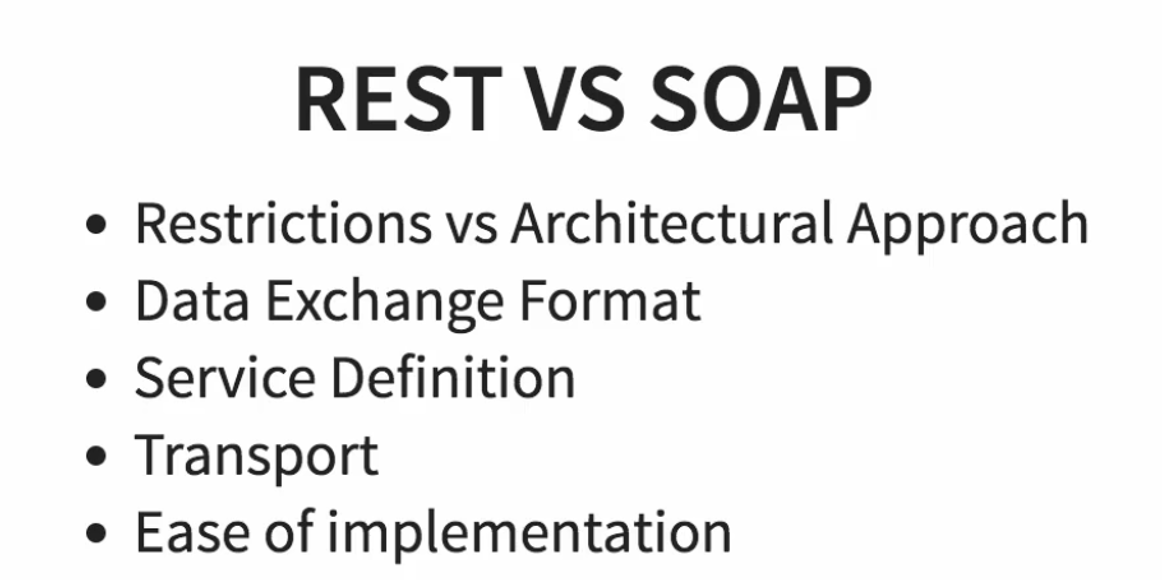 REST VS SOAP
• Restrictions vs Architectural Approach
• Data Exchange Format
• Service Definition
• Transport
• Ease of implementation